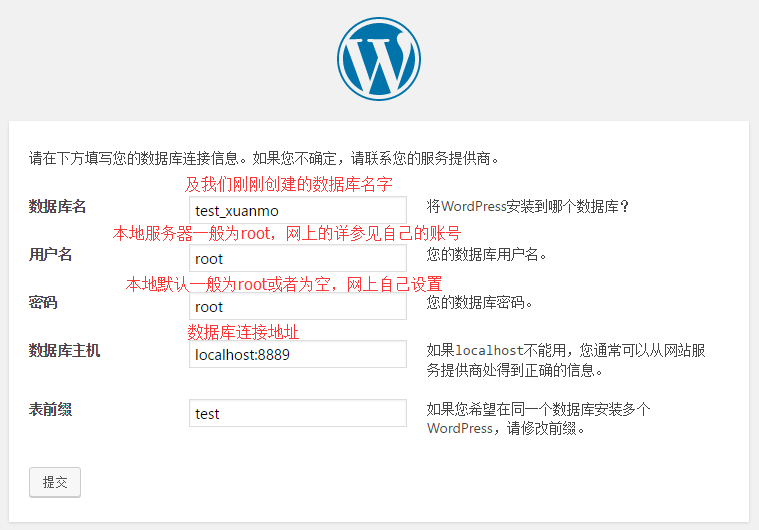 请在下方填写您的数据库连接信息。如果您不确定，请联系您的服务提供商。
及我们刚刚创建的数据库名字
数据库名
test_xuanmo
将WordPress安装到哪个数据库？
本地服务器一般为root，网上的详参见自己的账号
用户名
root
您的数据库用户名。
本地默认一般为root或者为空，网上自己设置
密码
root
您的数据库密码。
数据库连接地址
数据库主机
localhost:8889
如果localhost不能用，您通常可以从网站服
务提供商处得到正确的信息。
表前缀
test
如果您希望在同一个数据库安装多个
WordPress，请修改前缀。
提交